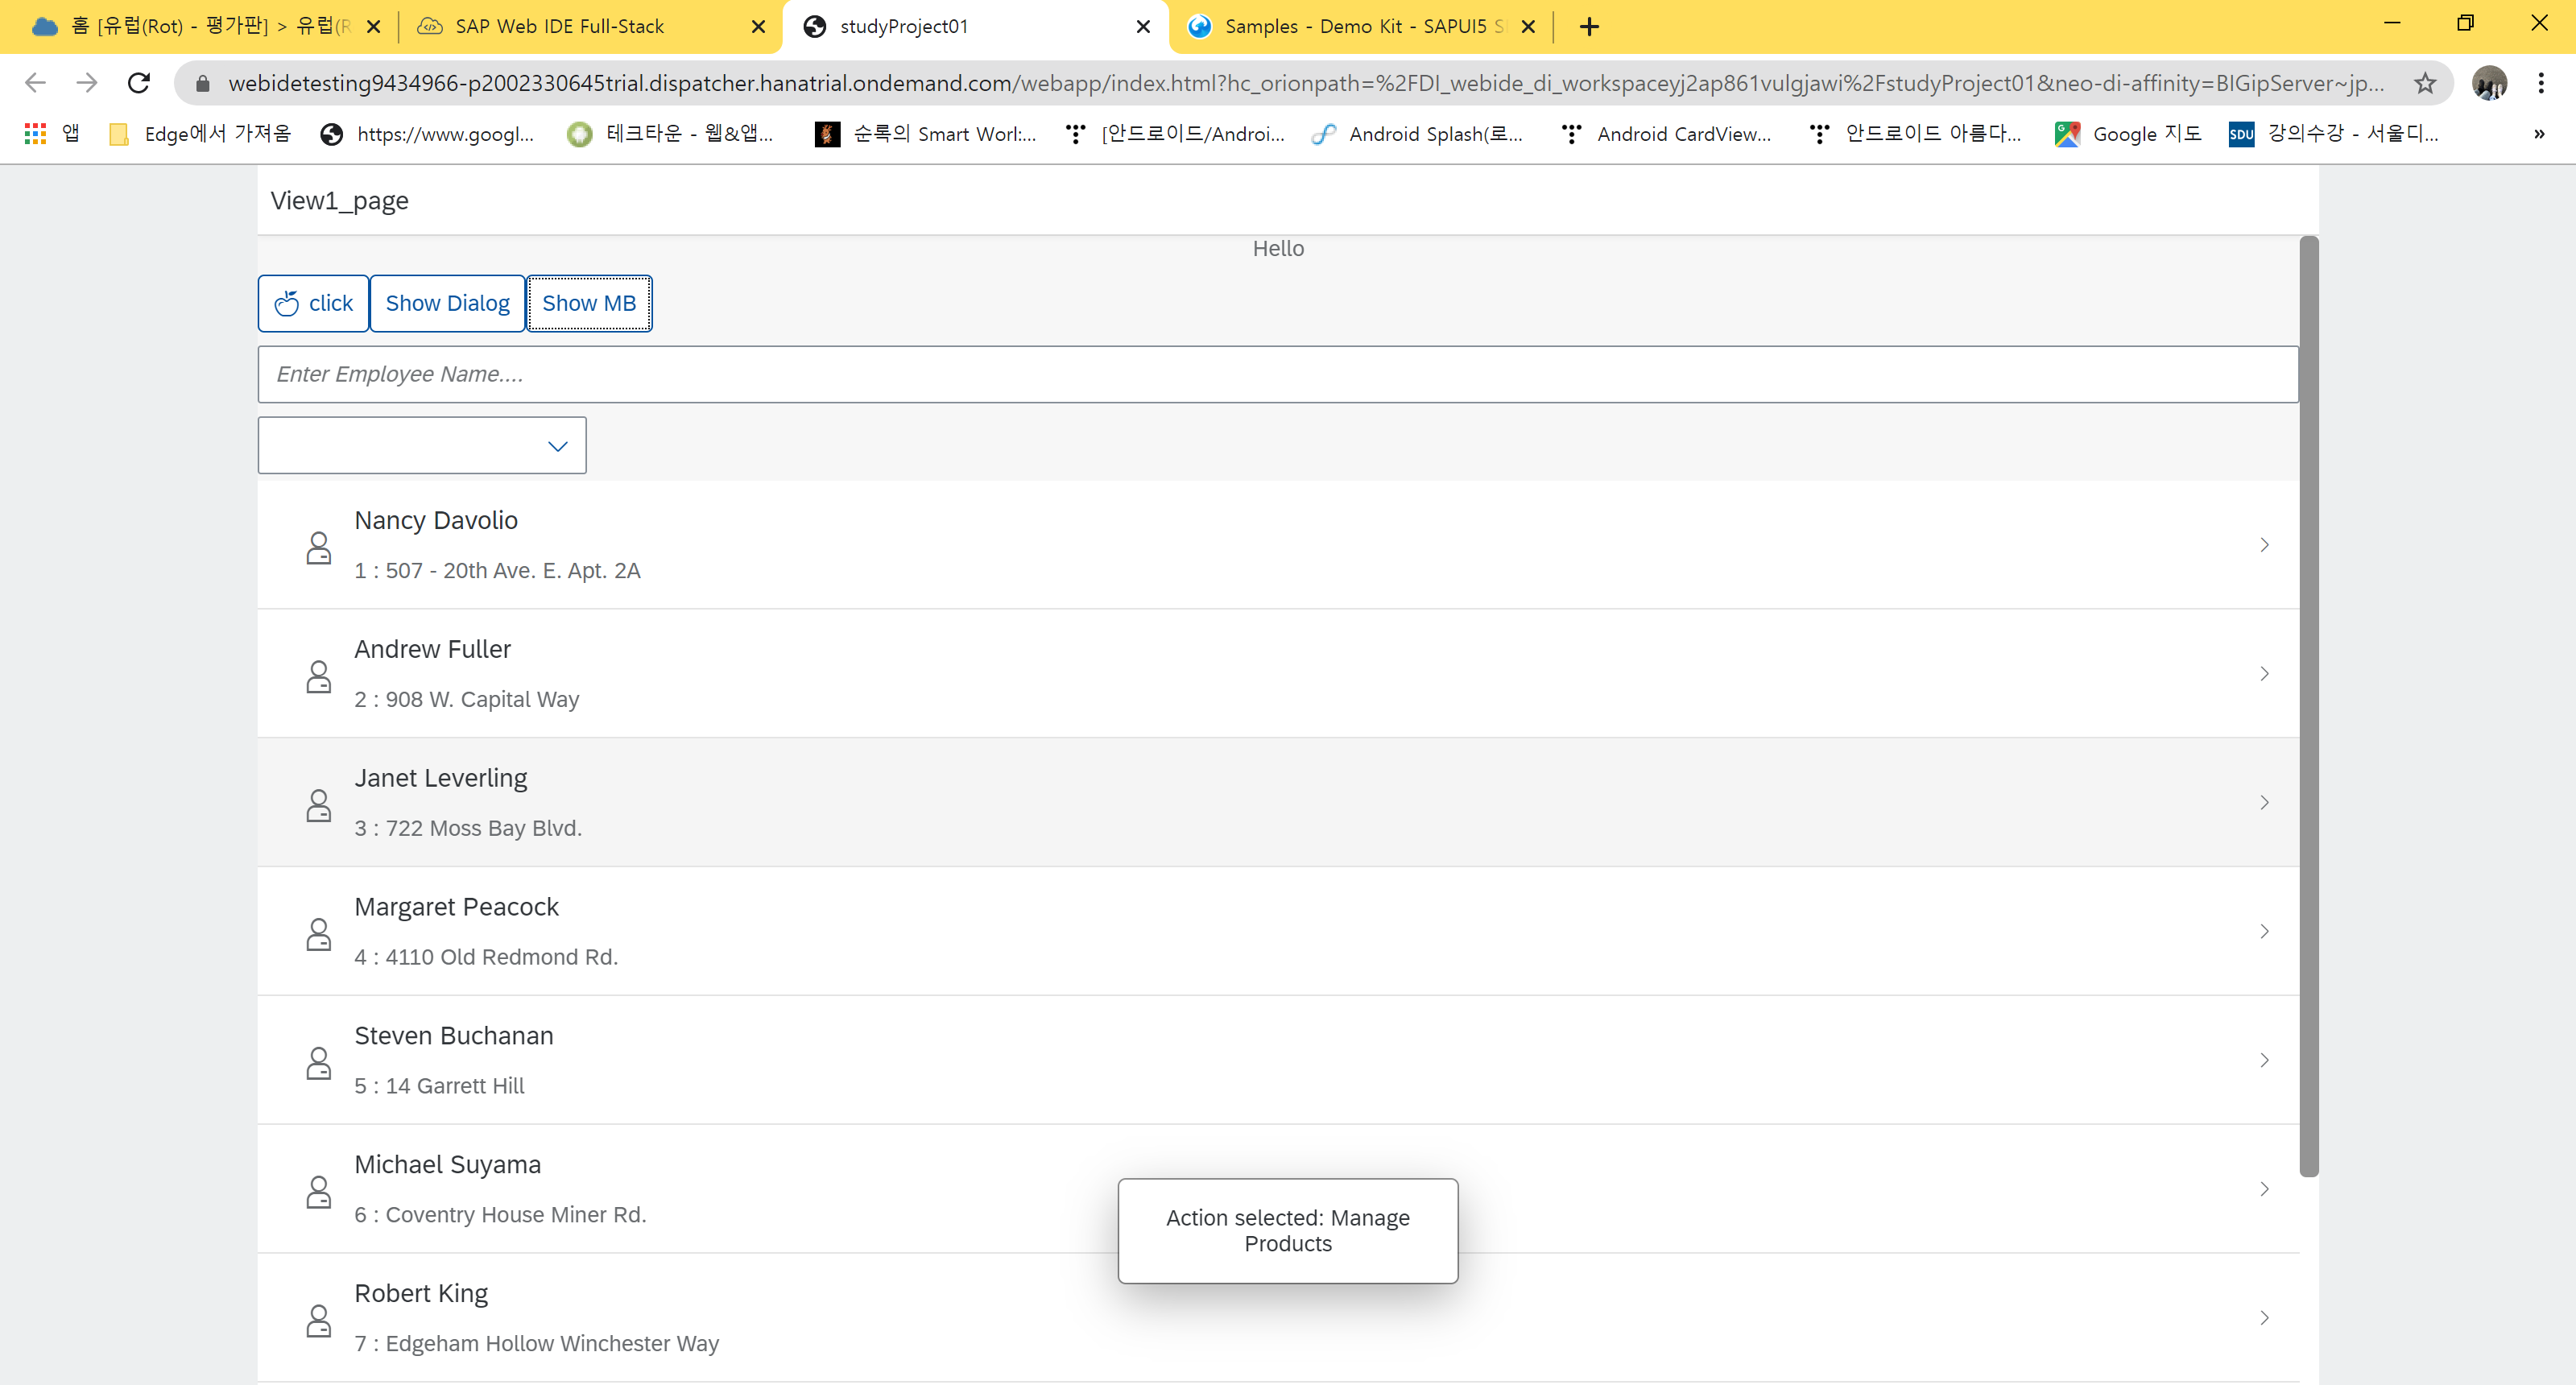 홈 [유럽(Rot) - 평가판] > 유럽(R
SAP Web IDE Full-Stack
studyProject01
Samples - Demo Kit - SAPUI5 S
webidetesting9434966-p2002330645trial.dispatcher.hanatrial.ondemand.com/webapp/index.html?hc_orionpath=%2FDI_webide_di_workspaceyj2ap861vulgjawi%2FstudyProject01&neo-di-affinity=BIGipServer~jp...
앱
Edge에서 가져옴
https://www.googl...
테크타운 - 웹&앱...
순록의 Smart Worl:...
[안드로이드/Androi...
Android Splash(로...
Android CardView...
안드로이드 아름다...
Google 지도
SDU
강의수강 - 서울디...
»
View1_page
Hello
click
Show Dialog
Show MB
Enter Employee Name....
Nancy Davolio
1 : 507 - 20th Ave. E. Apt. 2A
Andrew Fuller
2 : 908 W. Capital Way
Janet Leverling
3 : 722 Moss Bay Blvd.
Margaret Peacock
4 : 4110 Old Redmond Rd.
Steven Buchanan
5 : 14 Garrett Hill
Michael Suyama
6 : Coventry House Miner Rd.
Action selected: Manage
Products
Robert King
7 : Edgeham Hollow Winchester Way